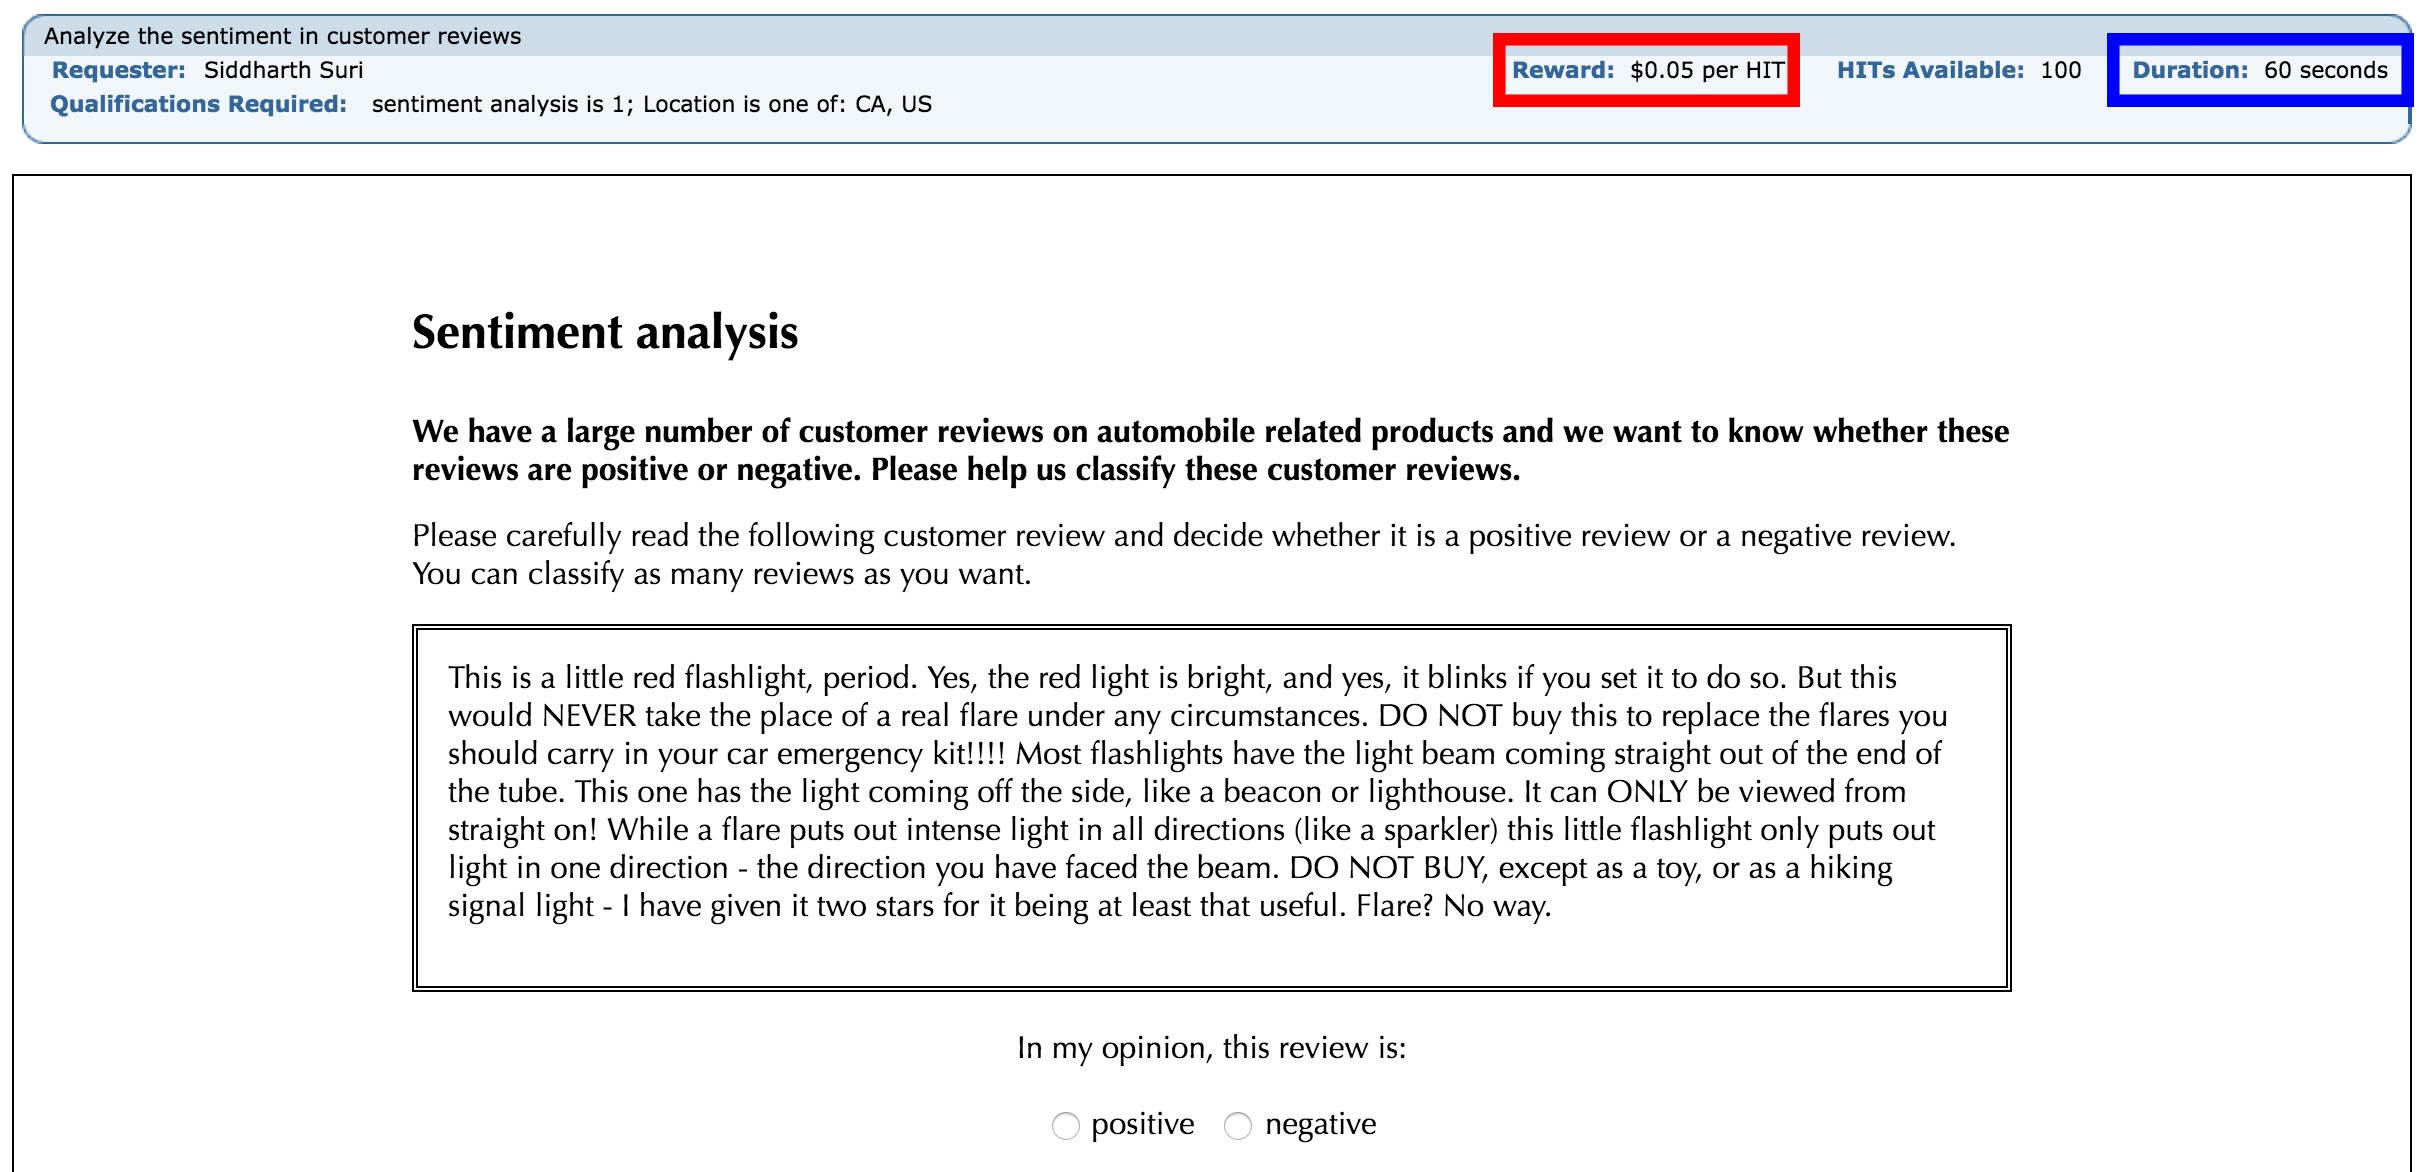 Analyze the sentiment in customer reviews
Requester: Siddharth Suri Reward: $0.05 per HIT HITs Available: 100 Duration: 60 seconds
Qualifications Required: sentiment analysis is 1; Location is one of: CA, US
Sentiment analysis
We have a large number of customer reviews on automobile related products and we want to know whether these
reviews are positive or negative. Please help us classify these customer reviews.
Please carefully read the following customer review and decide whether it is a positive review or a negative review.
You can classify as many reviews as you want.
This is a little red flashlight, period. Yes, the red light is bright, and yes, it blinks if you set it to do so. But this
would NEVER take the place of a real flare under any circumstances. DO NOT buy this to replace the flares you
should carry in your car emergency kit!!!! Most flashlights have the light beam coming straight out of the end of
the tube. This one has the light coming off the side, like a beacon or lighthouse. It can ONLY be viewed from
straight on! While a flare puts out intense light in all directions (like a sparkler) this little flashlight only puts out
light in one direction - the direction you have faced the beam. DO NOT BUY, except as a toy, or as a hiking
signal light - I have given it two stars for it being at least that useful. Flare? No way.
In my opinion, this review is:
positive negative